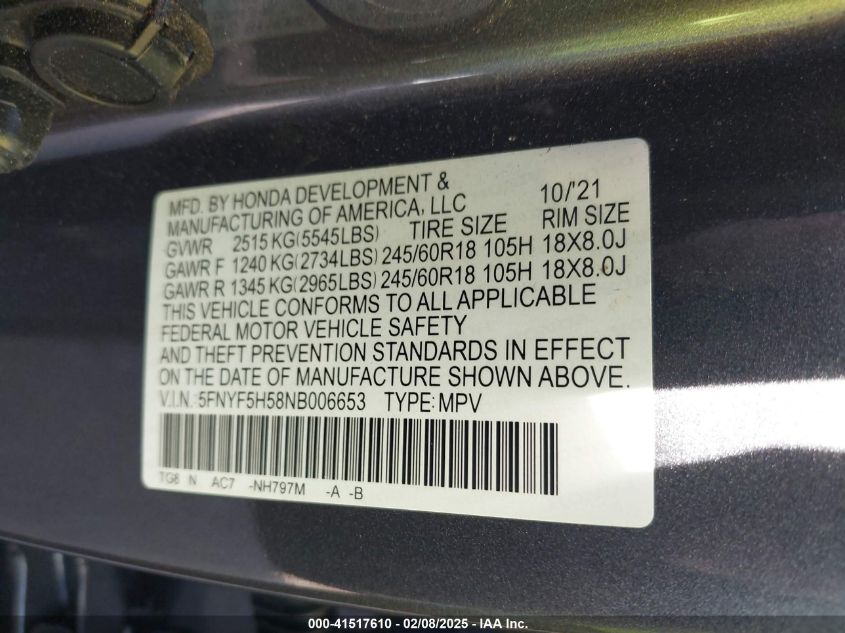 MFD. BY HONDA DEVELOPMENT & 10/'21
MANUFACTURING OF AMERICA, LLC
GVWR 2515 KG(5545LBS) TIRE SIZE RIM SIZE
GAWR F 1240 KG(2734LBS) 245/60R18 105H 18X8.0J
GAWR R 1345 KG(2965LBS) 245/60R18 105H 18X8.0J
THIS VEHICLE CONFORMS TO ALL APPLICABLE
FEDERAL MOTOR VEHICLE SAFETY
AND THEFT PREVENTION STANDARDS IN EFFECT
ON THE DATE OF MANUFACTURE SHOWN ABOVE.
V.I.N.:5FNYF5H58NB006653 TYPE:MPV
TG8 N AC7 -NH797M -A -B
000-41517610 - 02/08/2025 - IAA Inc.